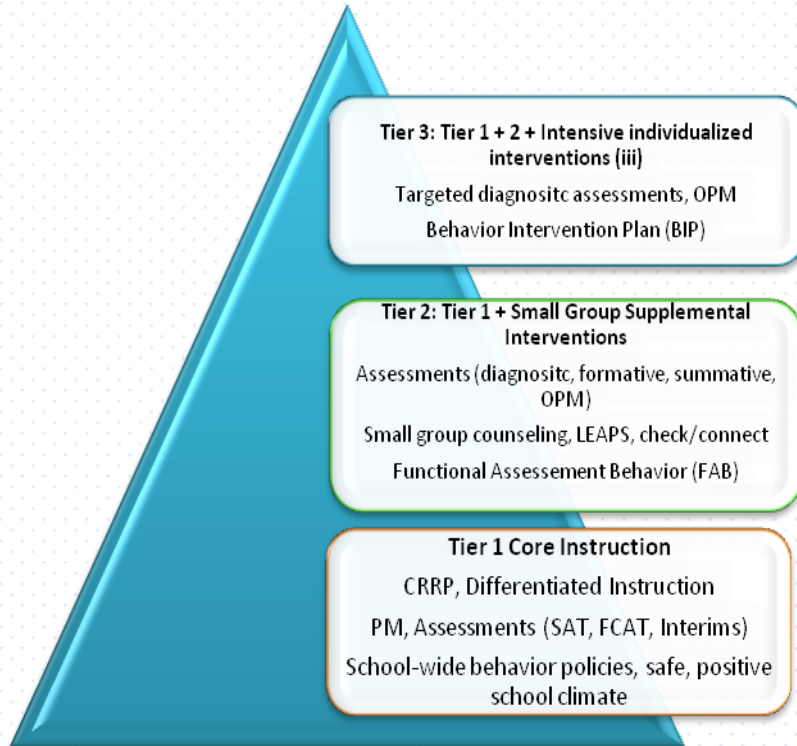 Tier 3: Tier 1 + 2 + Intensive individualized
interventions (iii)
Targeted diagnositc assessments, OPM
Behavior Intervention Plan (BIP)
Tier 2: Tier 1 + Small Group Supplemental
Interventions
Assessments (diagnositc, formative, summative,
OPM)
Small group counseling, LEAPS, check/connect
Functional Assessement Behavior (FAB)
Tier 1 Core Instruction
CRRP, Differentiated Instruction
PM, Assessments (SAT, FCAT, Interims)
School-wide behavior policies, safe, positive
school climate